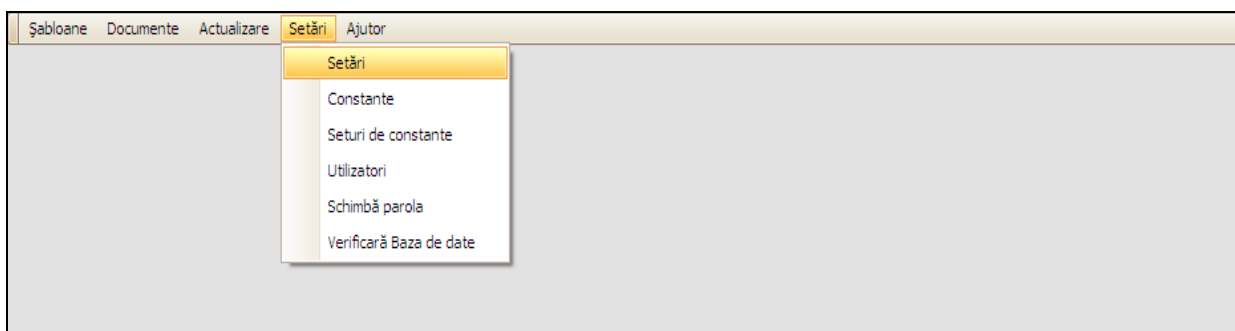 Şabloane Documente Actualizare Setări Ajutor
Setări
Constante
Seturi de constante
Utilizatori
Schimbă parola
Verificară Baza de date